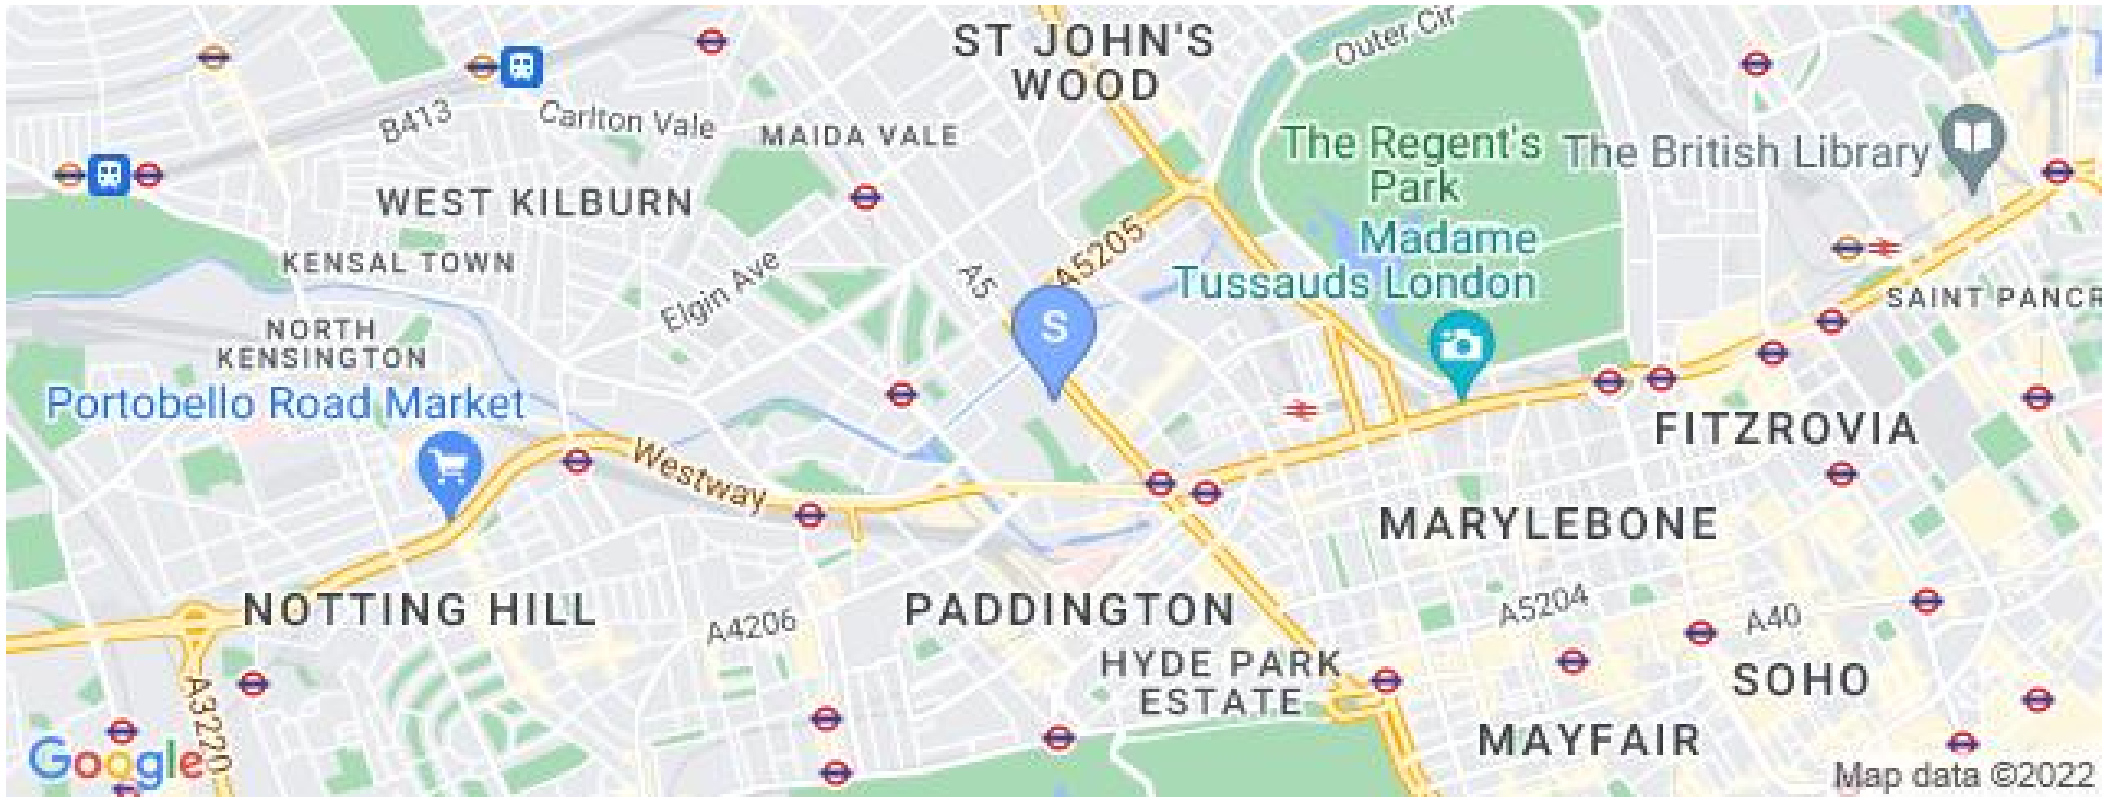 ST JOHN'S
WOOD
Outer Cir
B413
Carlton Vale
MAIDA VALE
The Regent's
Park
The British Library
WEST KILBURN
KENSAL TOWN
Elgin Ave
A5
A5205
Madame
Tussauds London
SAINT PANCR
NORTH
KENSINGTON
S
Portobello Road Market
FITZROVIA
Westway
MARYLEBONE
NOTTING HILL
A4206
PADDINGTON
A5204
A40
HYDE PARK
ESTATE
SOHO
A3220
MAYFAIR
Google
Map data ©2022